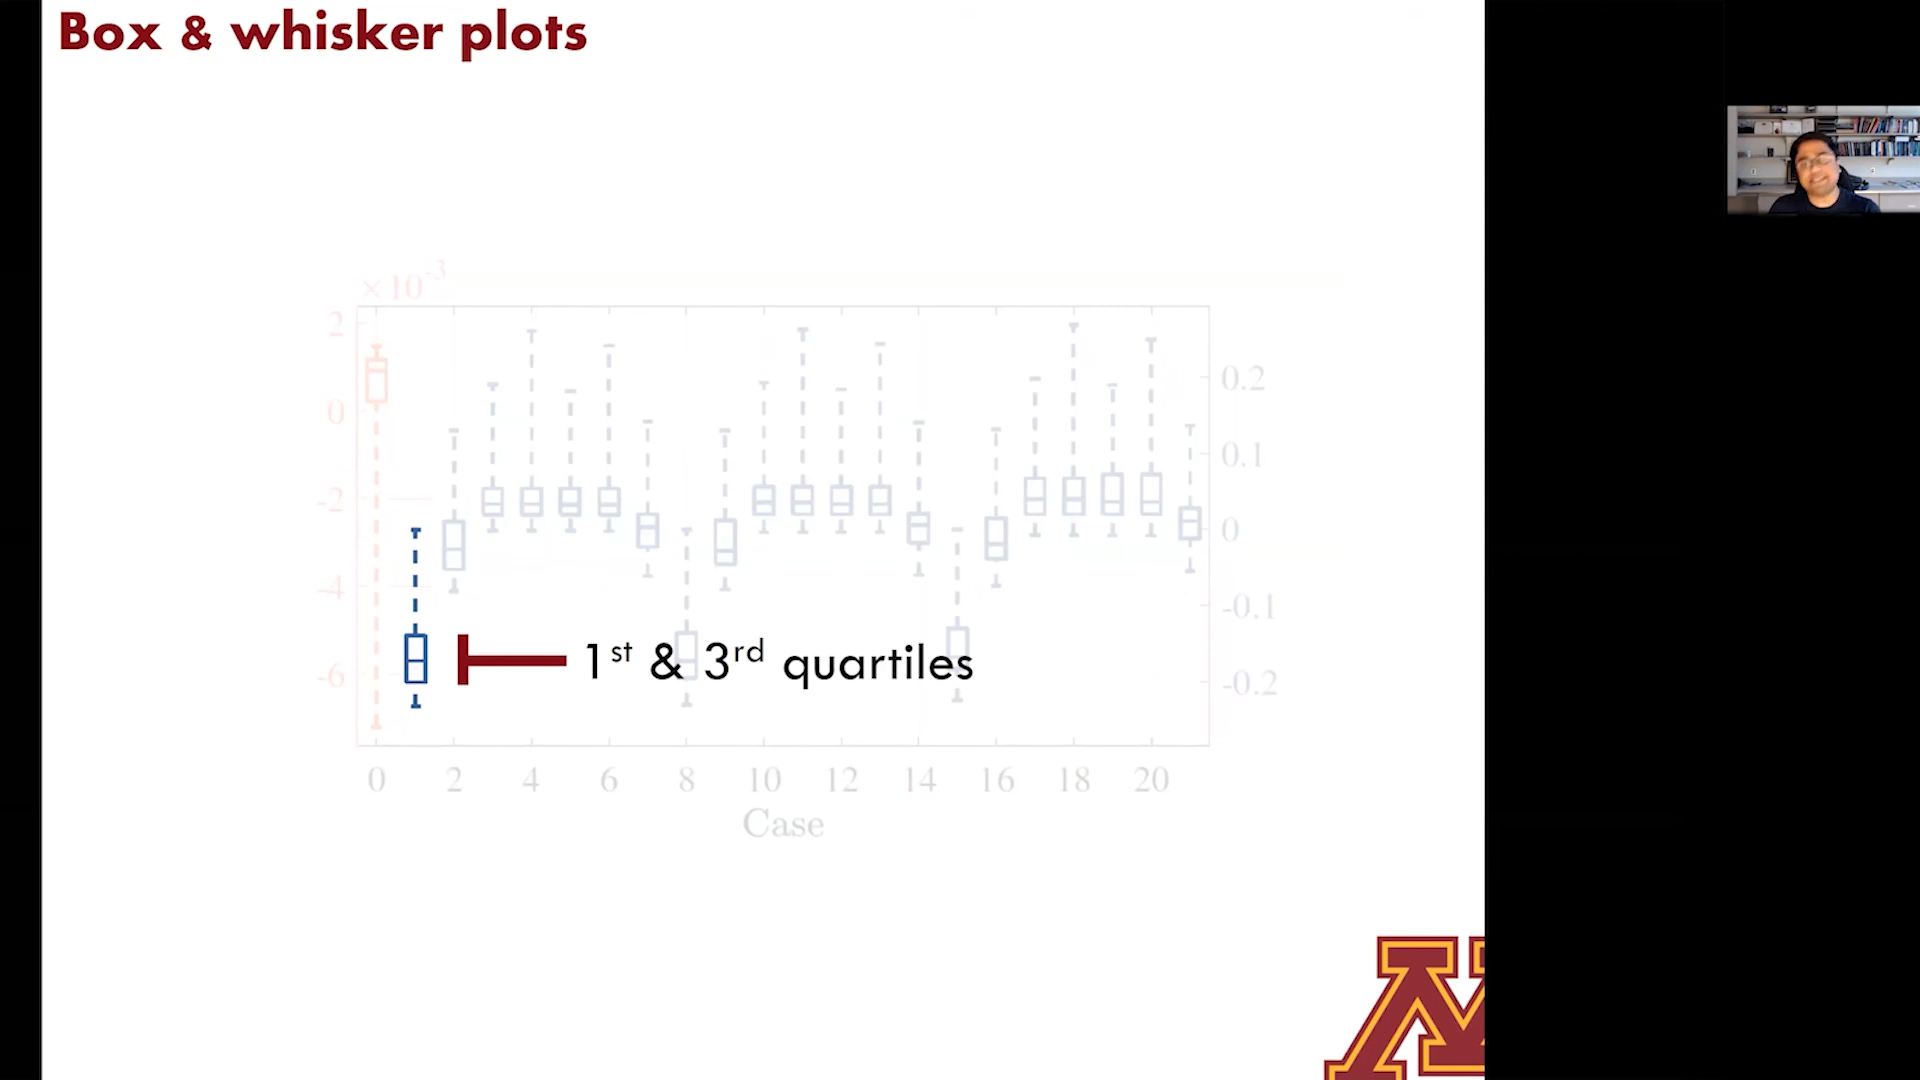 Box & whisker plots
×10⁻³
2
0
-2
-4
-6
0.2
0.1
0
-0.1
-0.2
1st & 3rd quartiles
0 2 4 6 8 10 12 14 16 18 20
Case